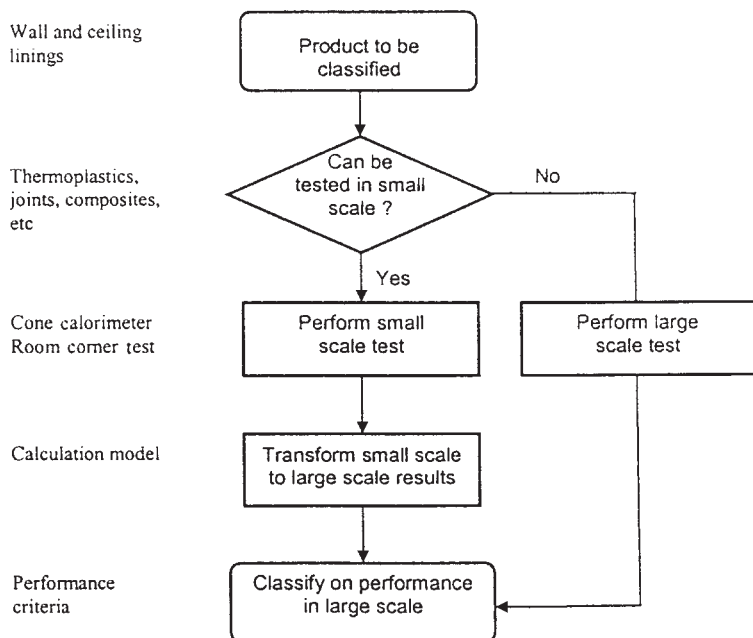 Wall and ceiling
linings
Product to be
classified
Thermoplastics,
joints, composites,
etc
Can be
tested in small
scale ?
No
Yes
Cone calorimeter
Room corner test
Perform small
scale test
Perform large
scale test
Calculation model
Transform small scale
to large scale results
Performance
criteria
Classify on performance
in large scale